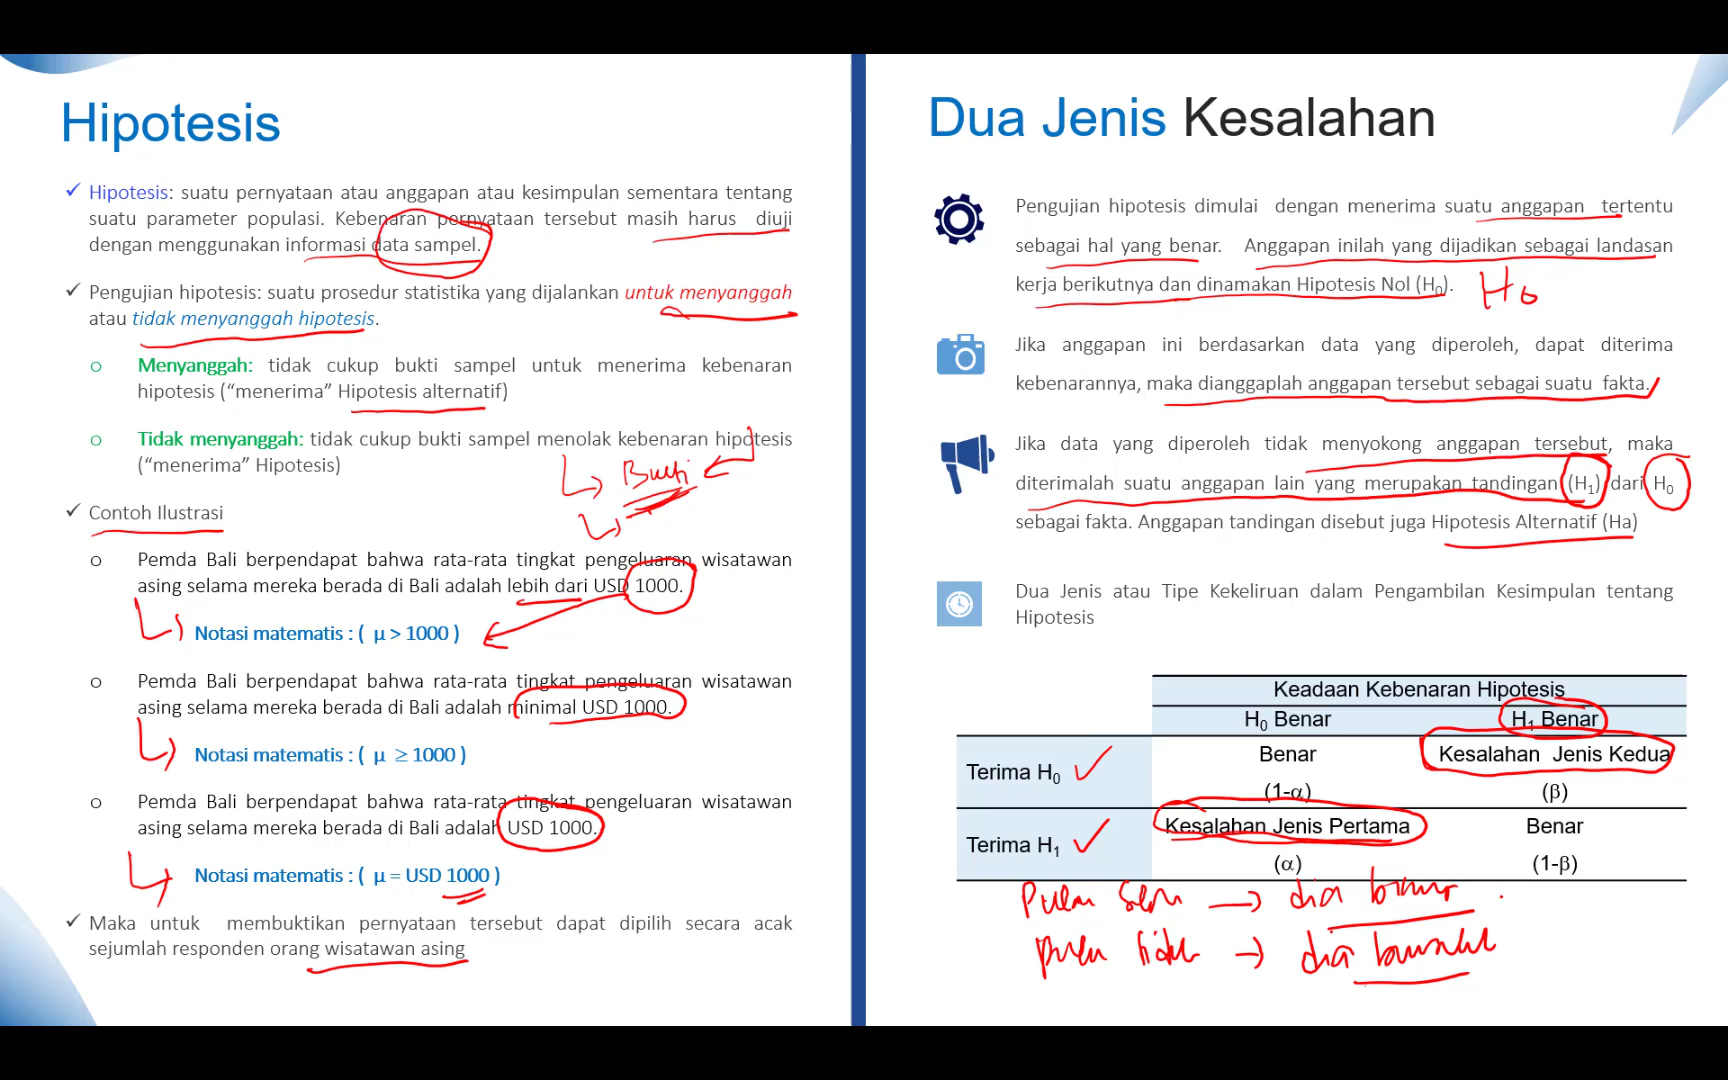 Hipotesis
✓ Hipotesis: suatu pernyataan atau anggapan atau kesimpulan sementara tentang
suatu parameter populasi. Kebenaran pernyataan tersebut masih harus diuji
dengan menggunakan informasi data sampel.
✓ Pengujian hipotesis: suatu prosedur statistika yang dijalankan untuk menyanggah
atau tidak menyanggah hipotesis.
o Menyanggah: tidak cukup bukti sampel untuk menerima kebenaran
hipotesis (“menerima” Hipotesis alternatif)
o Tidak menyanggah: tidak cukup bukti sampel menolak kebenaran hipotesis
(“menerima” Hipotesis)
Bukti
✓ Contoh Ilustrasi
o Pemda Bali berpendapat bahwa rata-rata tingkat pengeluaran wisatawan
asing selama mereka berada di Bali adalah lebih dari USD 1000.
Notasi matematis : ( μ > 1000 )
o Pemda Bali berpendapat bahwa rata-rata tingkat pengeluaran wisatawan
asing selama mereka berada di Bali adalah minimal USD 1000.
Notasi matematis : ( μ ≥ 1000 )
o Pemda Bali berpendapat bahwa rata-rata tingkat pengeluaran wisatawan
asing selama mereka berada di Bali adalah USD 1000.
Notasi matematis : ( μ = USD 1000 )
✓ Maka untuk membuktikan pernyataan tersebut dapat dipilih secara acak
sejumlah responden orang wisatawan asing
Dua Jenis Kesalahan
Pengujian hipotesis dimulai dengan menerima suatu anggapan tertentu
sebagai hal yang benar. Anggapan inilah yang dijadikan sebagai landasan
kerja berikutnya dan dinamakan Hipotesis Nol (H₀).
H₀
Jika anggapan ini berdasarkan data yang diperoleh, dapat diterima
kebenarannya, maka dianggaplah anggapan tersebut sebagai suatu fakta.
Jika data yang diperoleh tidak menyokong anggapan tersebut, maka
diterimalah suatu anggapan lain yang merupakan tandingan (H₁) dari H₀
sebagai fakta. Anggapan tandingan disebut juga Hipotesis Alternatif (Ha)
Dua Jenis atau Tipe Kekeliruan dalam Pengambilan Kesimpulan tentang
Hipotesis
Keadaan Kebenaran Hipotesis
H₀ Benar H₁ Benar
Terima H₀ Benar Kesalahan Jenis Kedua
(1-α) (β)
Terima H₁ Kesalahan Jenis Pertama Benar
(α) (1-β)
→ dia
→ dia